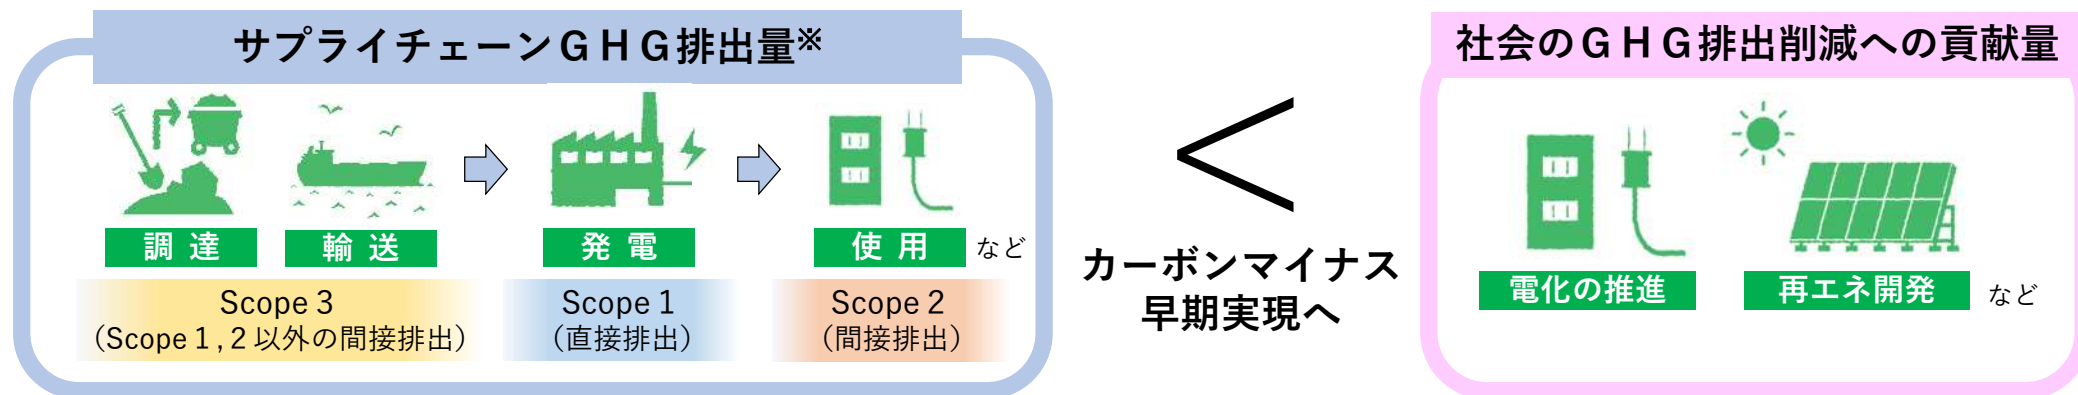 サプライチェーンＧＨＧ排出量※
調 達
輸 送
発 電
使 用
など
Scope 3
（Scope 1 , 2 以外の間接排出）
Scope 1
（直接排出）
Scope 2
（間接排出）
＜
カーボンマイナス
早期実現へ
社会のＧＨＧ排出削減への貢献量
電化の推進
再エネ開発
など